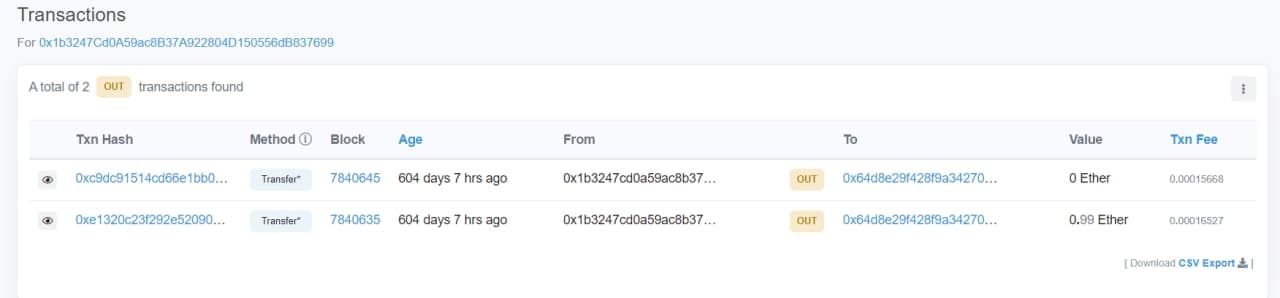 Transactions
For 0x1b3247Cd0A59ac8B37A922804D150556dB837699
A total of 2 OUT transactions found
Txn Hash Method Block Age From To Value Txn Fee
0xc9dc91514cd66e1bb0... Transfer* 7840645 604 days 7 hrs ago 0x1b3247cd0a59ac8b37... OUT 0x64d8e29f428f9a34270... 0 Ether 0.00015668
0xe1320c23f292e52090... Transfer* 7840635 604 days 7 hrs ago 0x1b3247cd0a59ac8b37... OUT 0x64d8e29f428f9a34270... 0.99 Ether 0.00016527
[ Download CSV Export ]